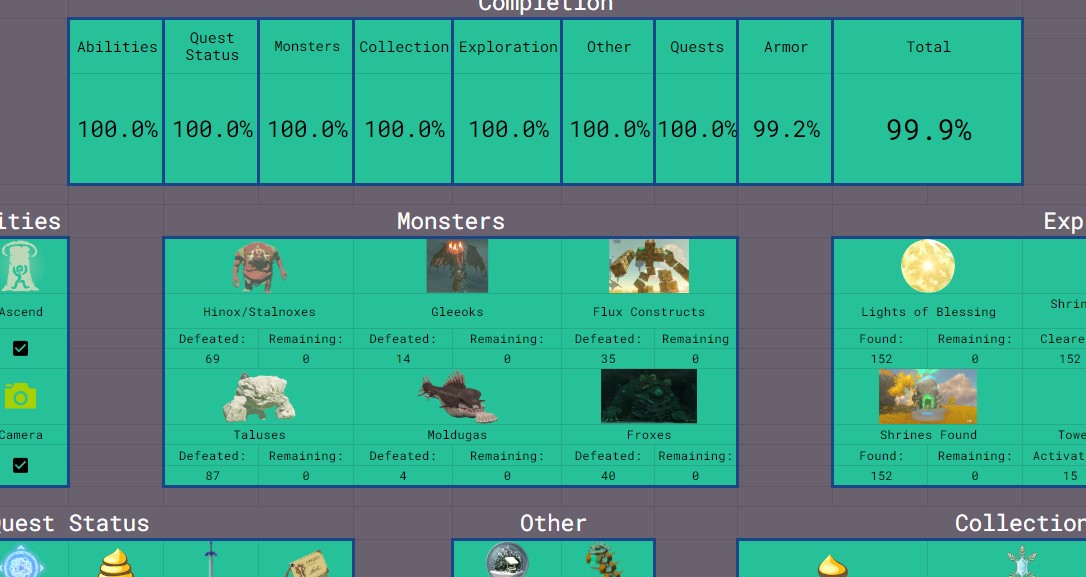 Completion
Abilities Quest Status Monsters Collection Exploration Other Quests Armor Total
100.0% 100.0% 100.0% 100.0% 100.0% 100.0% 100.0% 99.2% 99.9%
ities Monsters Exp
Ascend Hinox/Stalnoxes Gleeoks Flux Constructs Lights of Blessing Shrin
Defeated: Remaining: Defeated: Remaining: Defeated: Remaining Found: Remaining: Cleare
69 0 14 0 35 0 152 0 152
Camera Taluses Moldugas Froxes Shrines Found Towe
Defeated: Remaining: Defeated: Remaining: Defeated: Remaining: Found: Remaining: Activat
87 0 4 0 40 0 152 0 15
uest Status Other Collection